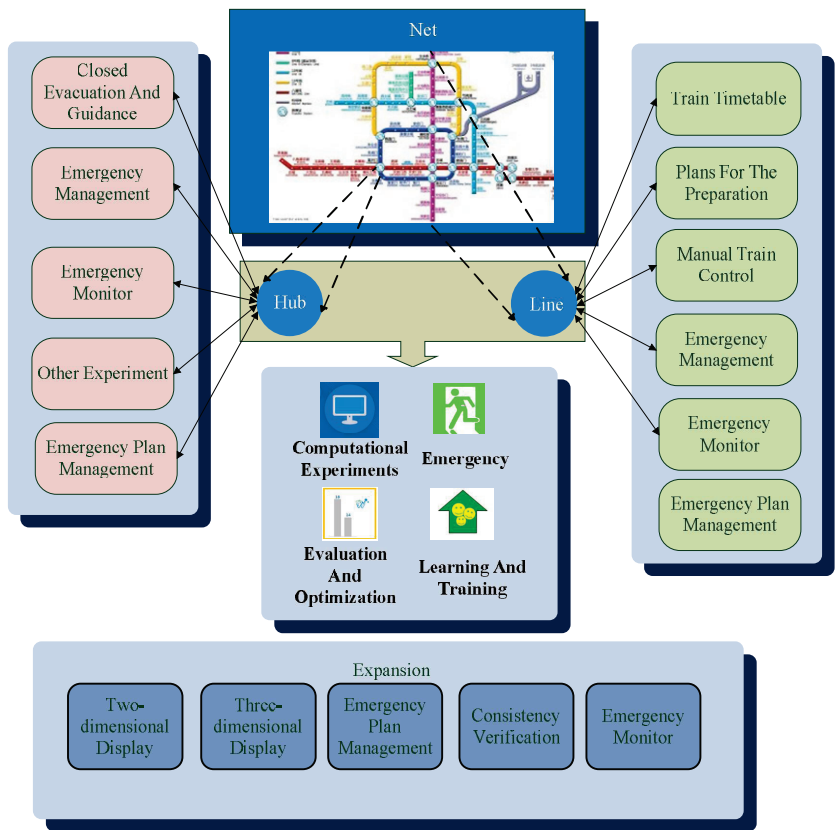 Net
Closed
Evacuation And
Guidance
Emergency
Management
Emergency
Monitor
Other Experiment
Emergency Plan
Management
Hub
Line
Train Timetable
Plans For The
Preparation
Manual Train
Control
Emergency
Management
Emergency
Monitor
Emergency Plan
Management
Computational
Experiments
Emergency
Evaluation
And
Optimization
Learning And
Training
Expansion
Two-
dimensional
Display
Three-
dimensional
Display
Emergency
Plan
Management
Consistency
Verification
Emergency
Monitor